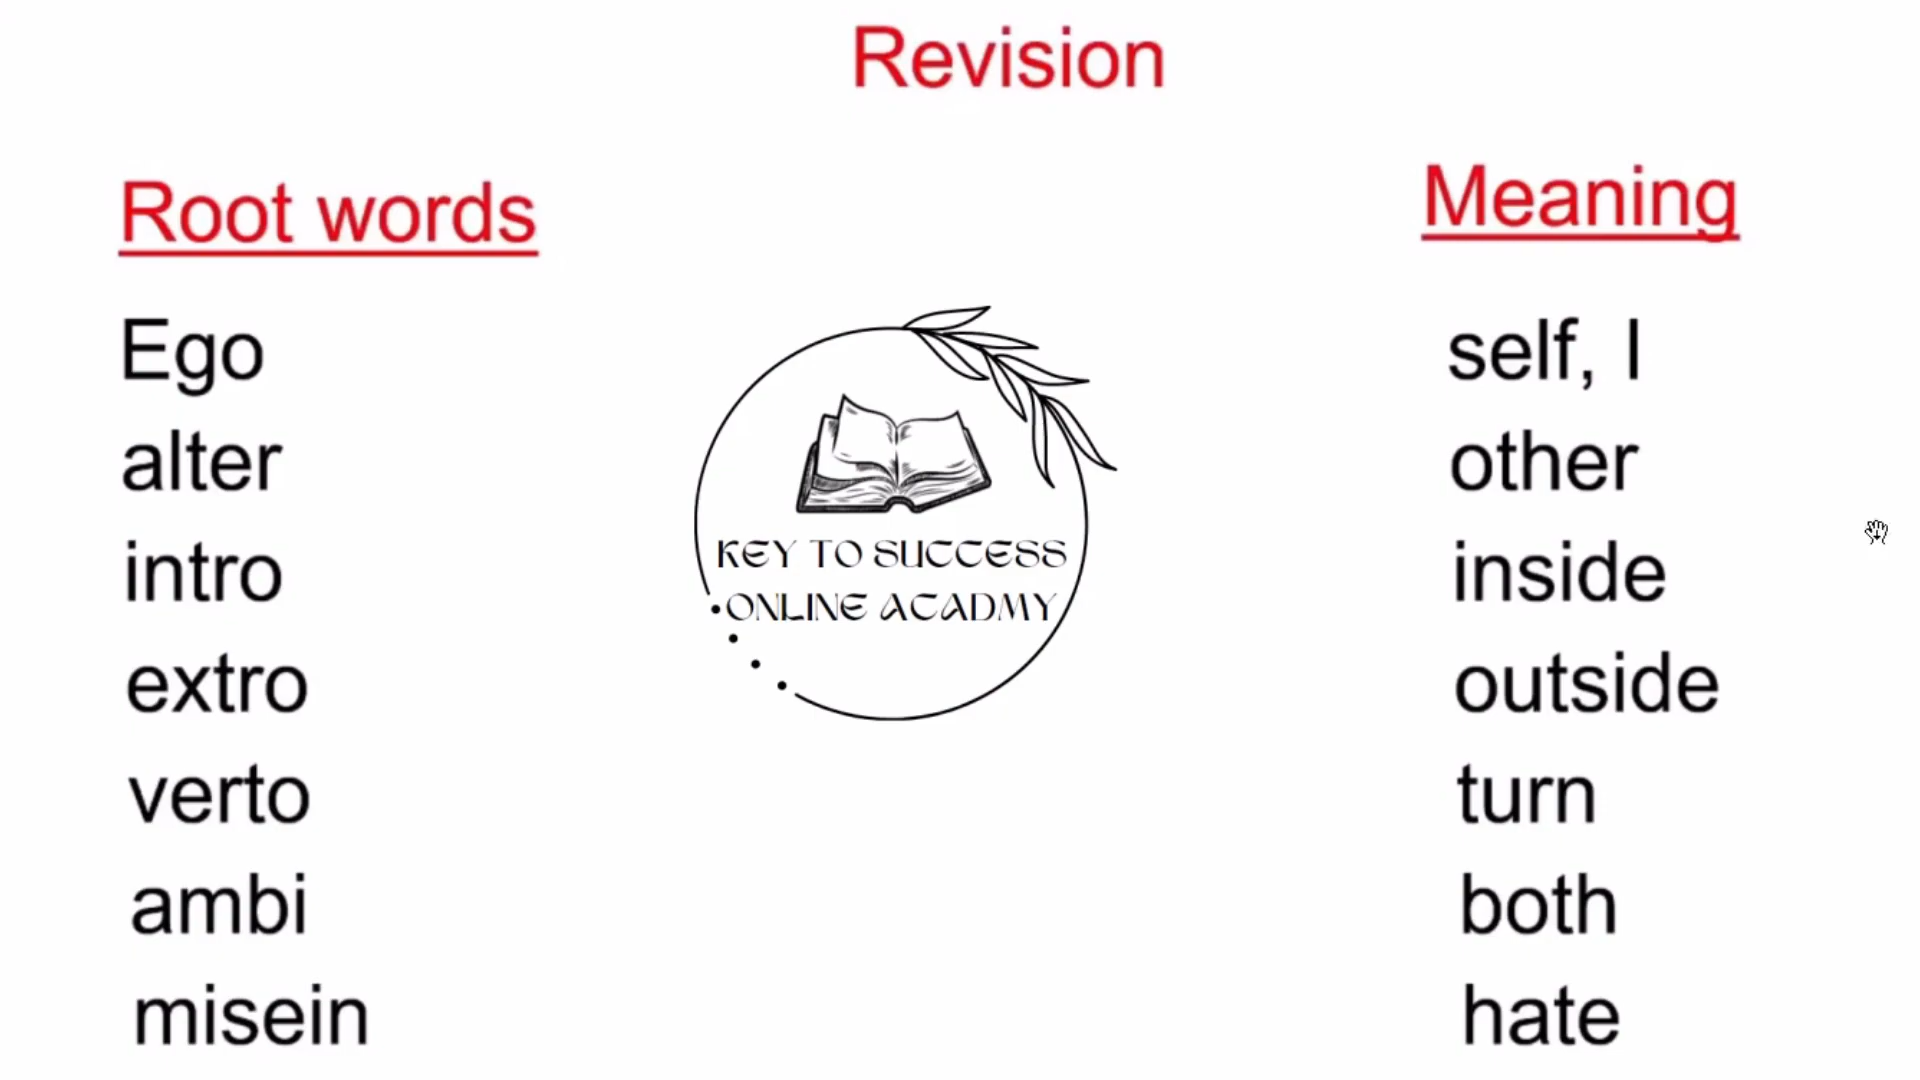 Revision
Root words Meaning
Ego self, I
alter other
intro inside
extro outside
verto turn
ambi both
misein hate
KEY TO SUCCESS
ONLINE ACADMY